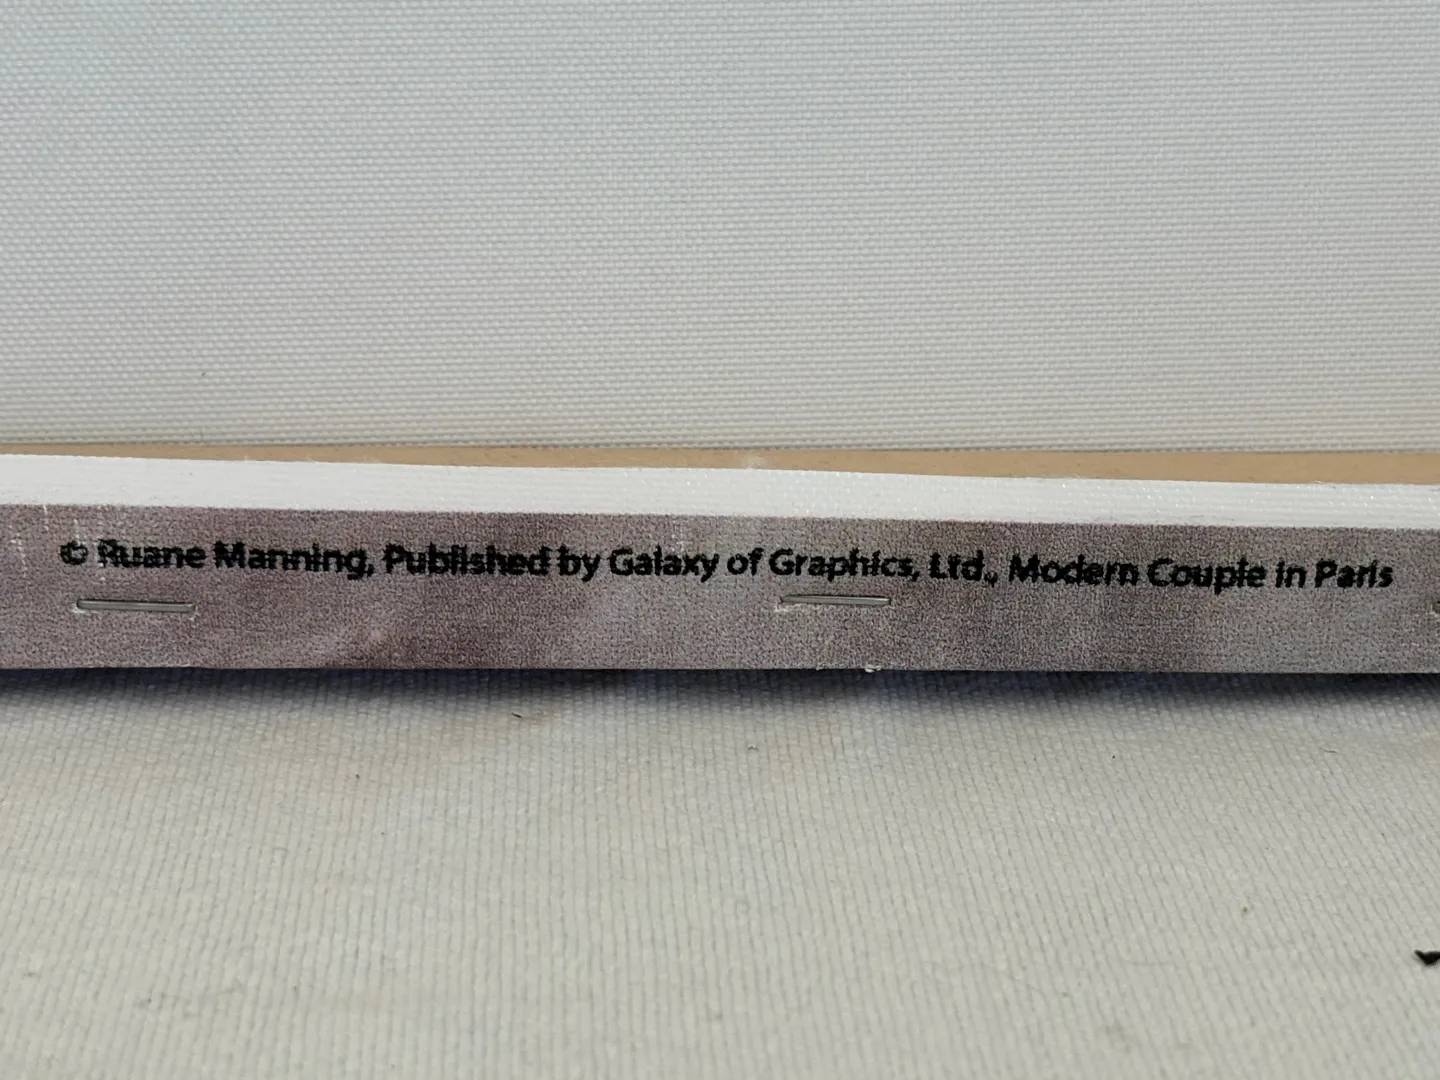 © Ruane Manning, Published by Galaxy of Graphics, Ltd., Modern Couple in Paris